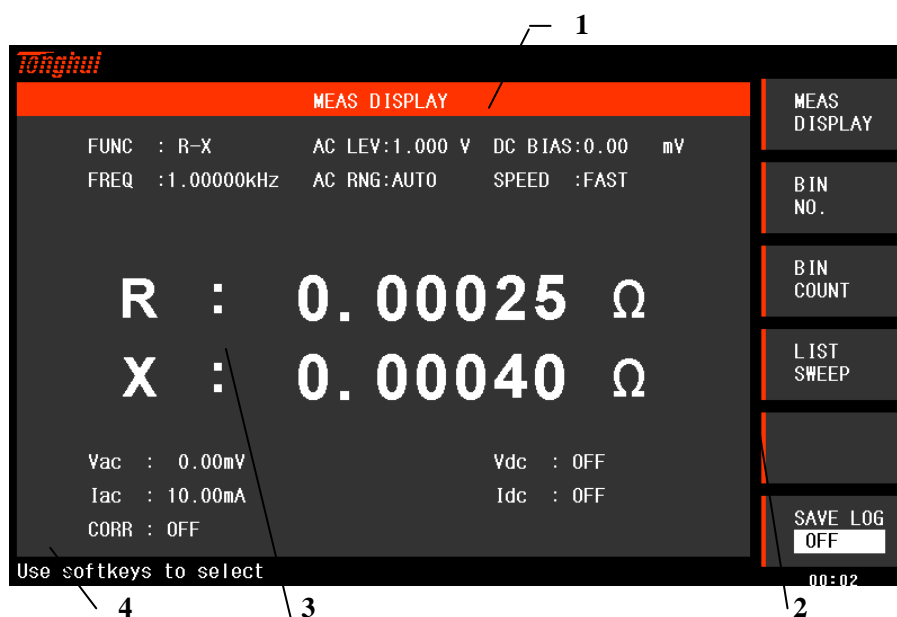 1
Tonghui
MEAS DISPLAY
FUNC : R-X AC LEV:1.000 V DC BIAS:0.00 mV
FREQ :1.00000kHz AC RNG:AUTO SPEED :FAST
R : 0.00025 Ω
X : 0.00040 Ω
Vac : 0.00mV Vdc : OFF
Iac : 10.00mA Idc : OFF
CORR : OFF
Use softkeys to select
MEAS
DISPLAY
BIN
NO.
BIN
COUNT
LIST
SWEEP
SAVE LOG
OFF
00:02
4 3 2